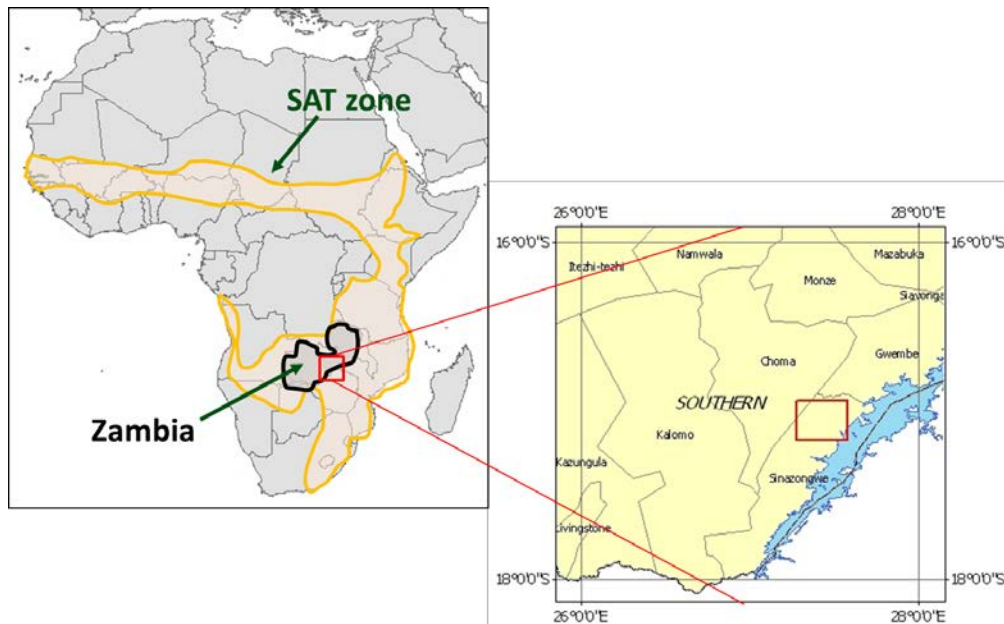 SAT zone
Zambia
26°0'0"E
28°0'0"E
16°0'0"S
16°0'0"S
Itezhi-tezhi
Namwala
Mazabuka
Monze
Siavonga
Choma
Gwembe
SOUTHERN
Kalomo
Kazungula
Sinazongwe
Livingstone
18°0'0"S
18°0'0"S
26°0'0"E
28°0'0"E